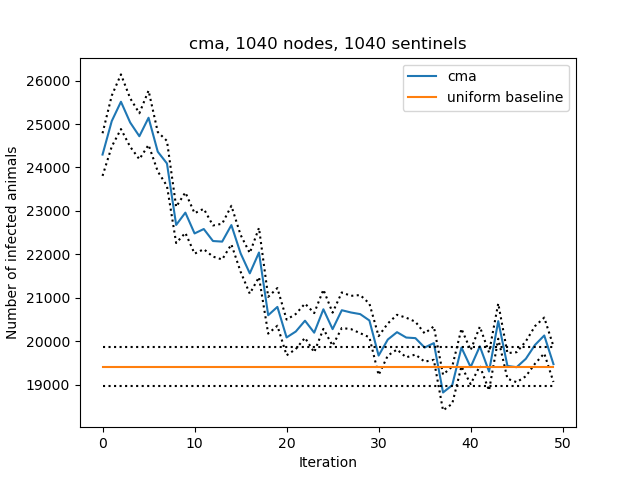 cma, 1040 nodes, 1040 sentinels
cma
uniform baseline
26000
25000
24000
23000
22000
21000
20000
19000
Number of infected animals
0 10 20 30 40 50
Iteration